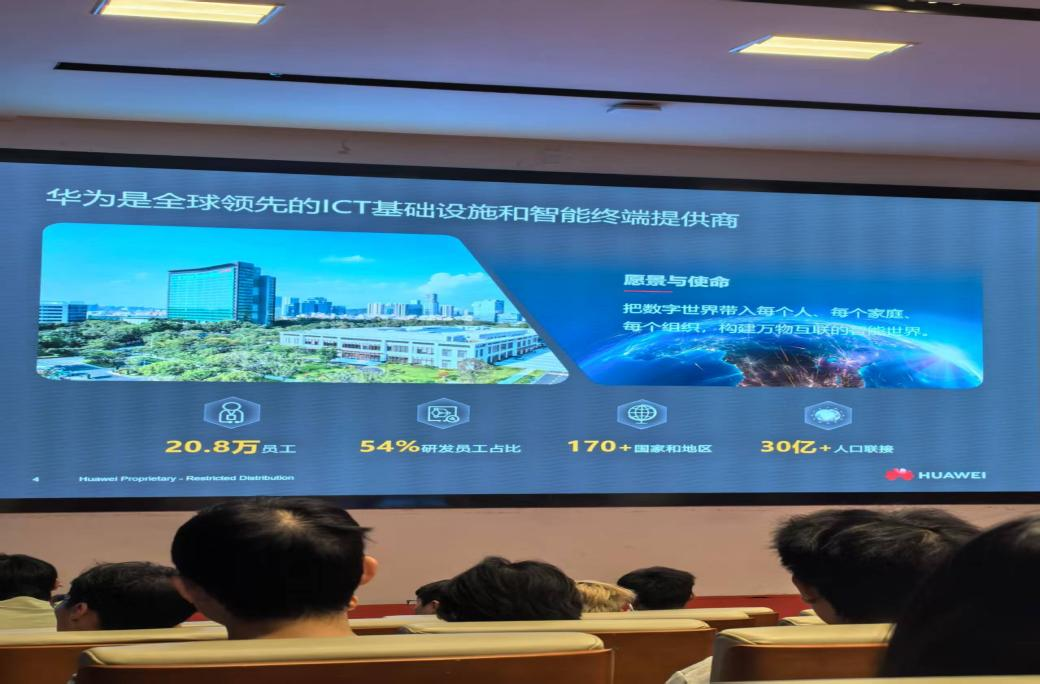 华为是全球领先的ICT基础设施和智能终端提供商
愿景与使命
把数字世界带入每个人、每个家庭、
每个组织，构建万物互联的智能世界。
20.8万员工
54%研发员工占比
170+国家和地区
30亿+人口联接
4
Huawei Proprietary - Restricted Distribution
HUAWEI